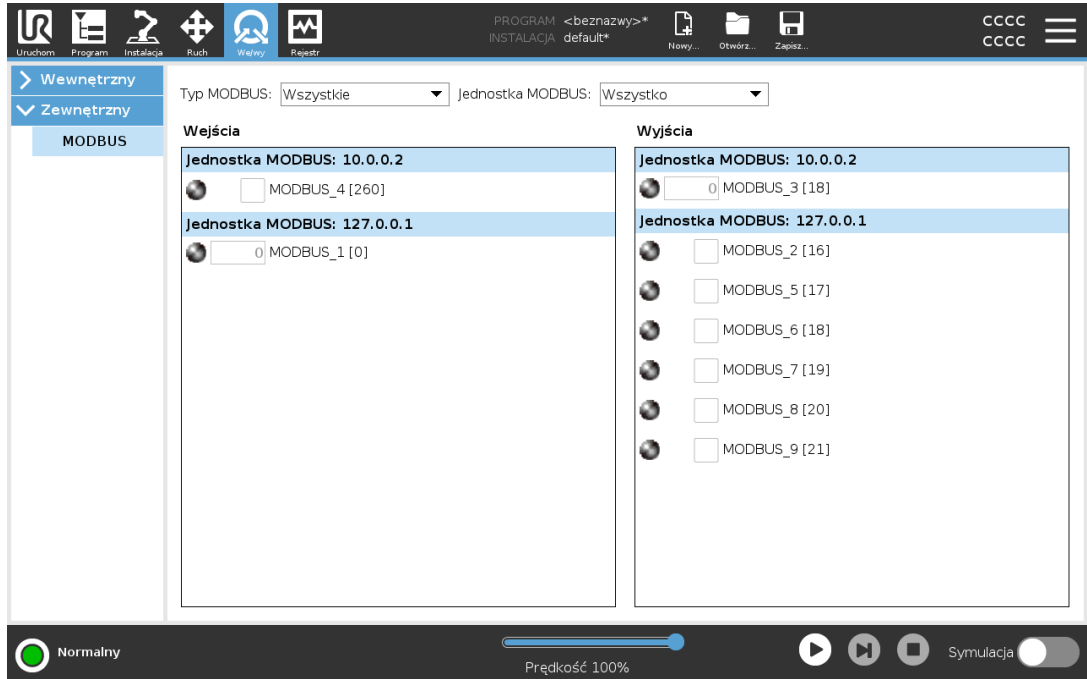 PROGRAM <beznazwy>*
INSTALACJA default*
CCCC
CCCC
Uruchom Program Instalacja Ruch We/wy Rejestr Nowy... Otwórz... Zapisz...
Wewnętrzny
Zewnętrzny
MODBUS
Typ MODBUS: Wszystkie Jednostka MODBUS: Wszystko
Wejścia
Jednostka MODBUS: 10.0.0.2
MODBUS_4 [260]
Jednostka MODBUS: 127.0.0.1
0 MODBUS_1 [0]
Wyjścia
Jednostka MODBUS: 10.0.0.2
0 MODBUS_3 [18]
Jednostka MODBUS: 127.0.0.1
MODBUS_2 [16]
MODBUS_5 [17]
MODBUS_6 [18]
MODBUS_7 [19]
MODBUS_8 [20]
MODBUS_9 [21]
Normalny
Prędkość 100%
Symulacja